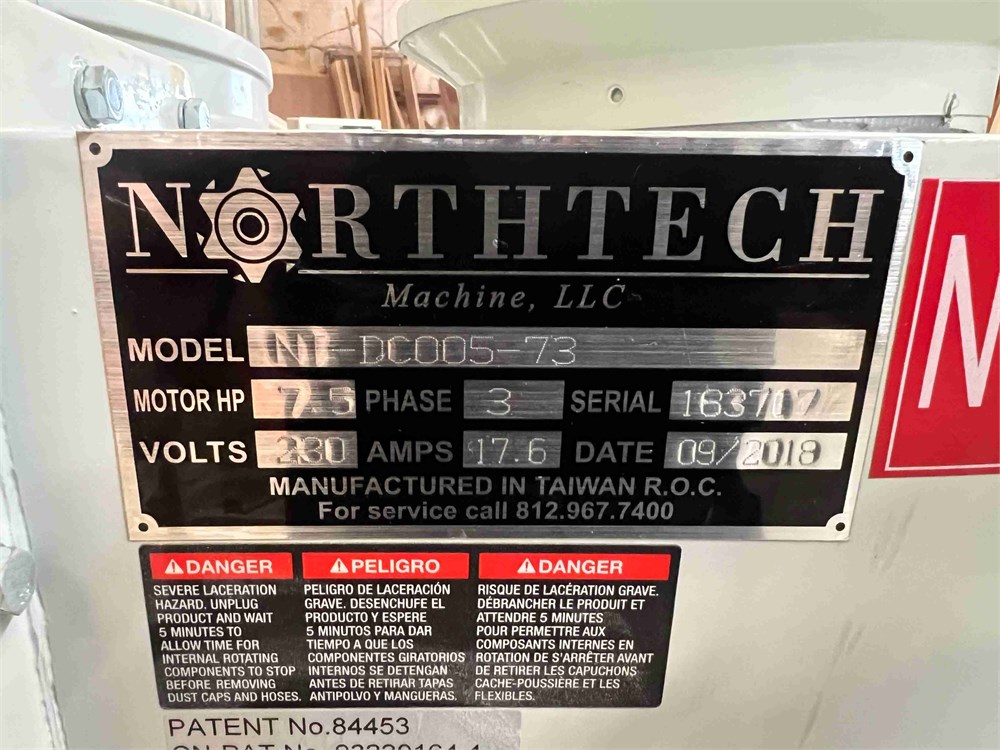 NORTHTECH
Machine, LLC
MODEL NT-DC005-73
MOTOR HP 7.5 PHASE 3 SERIAL 183707
VOLTS 230 AMPS 17.6 DATE 09/2018
MANUFACTURED IN TAIWAN R.O.C.
For service call 812.967.7400
N
DANGER
SEVERE LACERATION
HAZARD. UNPLUG
PRODUCT AND WAIT
5 MINUTES TO
ALLOW TIME FOR
INTERNAL ROTATING
COMPONENTS TO STOP
BEFORE REMOVING
DUST CAPS AND HOSES.
PELIGRO
PELIGRO DE LACERACIÓN
GRAVE. DESENCHUFE EL
PRODUCTO Y ESPERE
5 MINUTOS PARA DAR
TIEMPO A QUE LOS
COMPONENTES GIRATORIOS
INTERNOS SE DETENGAN
ANTES DE RETIRAR TAPAS
ANTIPOLVO Y MANGUERAS.
DANGER
RISQUE DE LACÉRATION GRAVE.
DÉBRANCHER LE PRODUIT ET
ATTENDRE 5 MINUTES
POUR PERMETTRE AUX
COMPOSANTS INTERNES EN
ROTATION DE S'ARRÊTER AVANT
DE RETIRER LES CAPUCHONS
CACHE-POUSSIÈRE ET LES
FLEXIBLES.
PATENT No.84453